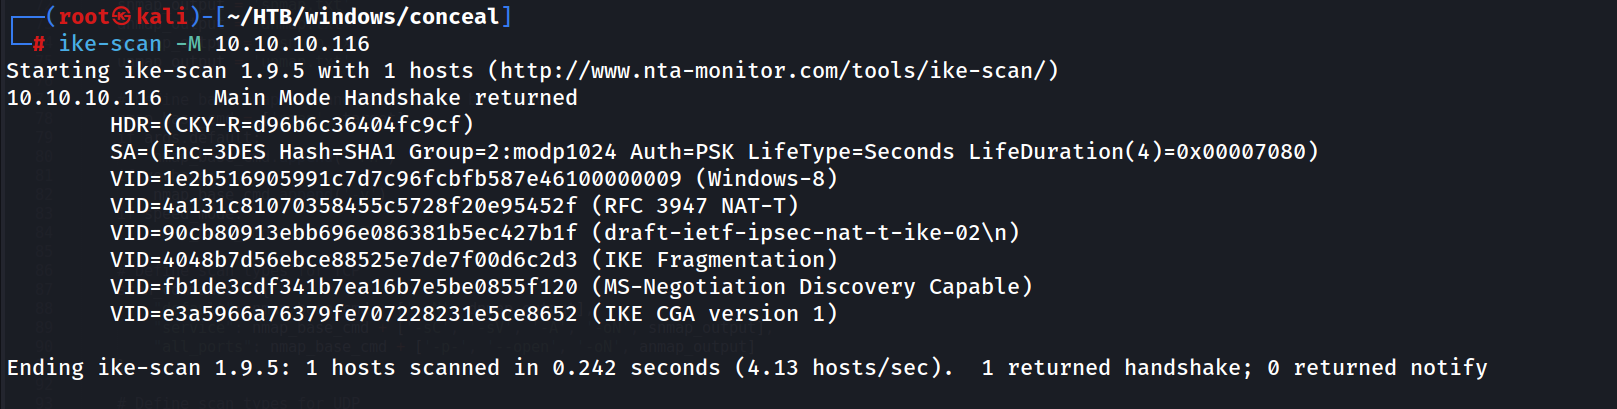 ┌──(root㉿kali)-[~/HTB/windows/conceal]
└─# ike-scan -M 10.10.10.116
Starting ike-scan 1.9.5 with 1 hosts (http://www.nta-monitor.com/tools/ike-scan/)
10.10.10.116    Main Mode Handshake returned
HDR=(CKY-R=d96b6c36404fc9cf)
SA=(Enc=3DES Hash=SHA1 Group=2:modp1024 Auth=PSK LifeType=Seconds LifeDuration(4)=0x00007080)
VID=1e2b516905991c7d7c96fcbfb587e46100000009 (Windows-8)
VID=4a131c81070358455c5728f20e95452f (RFC 3947 NAT-T)
VID=90cb80913ebb696e086381b5ec427b1f (draft-ietf-ipsec-nat-t-ike-02\n)
VID=4048b7d56ebce88525e7de7f00d6c2d3 (IKE Fragmentation)
VID=fb1de3cdf341b7ea16b7e5be0855f120 (MS-Negotiation Discovery Capable)
VID=e3a5966a76379fe707228231e5ce8652 (IKE CGA version 1)
Ending ike-scan 1.9.5: 1 hosts scanned in 0.242 seconds (4.13 hosts/sec).  1 returned handshake; 0 returned notify